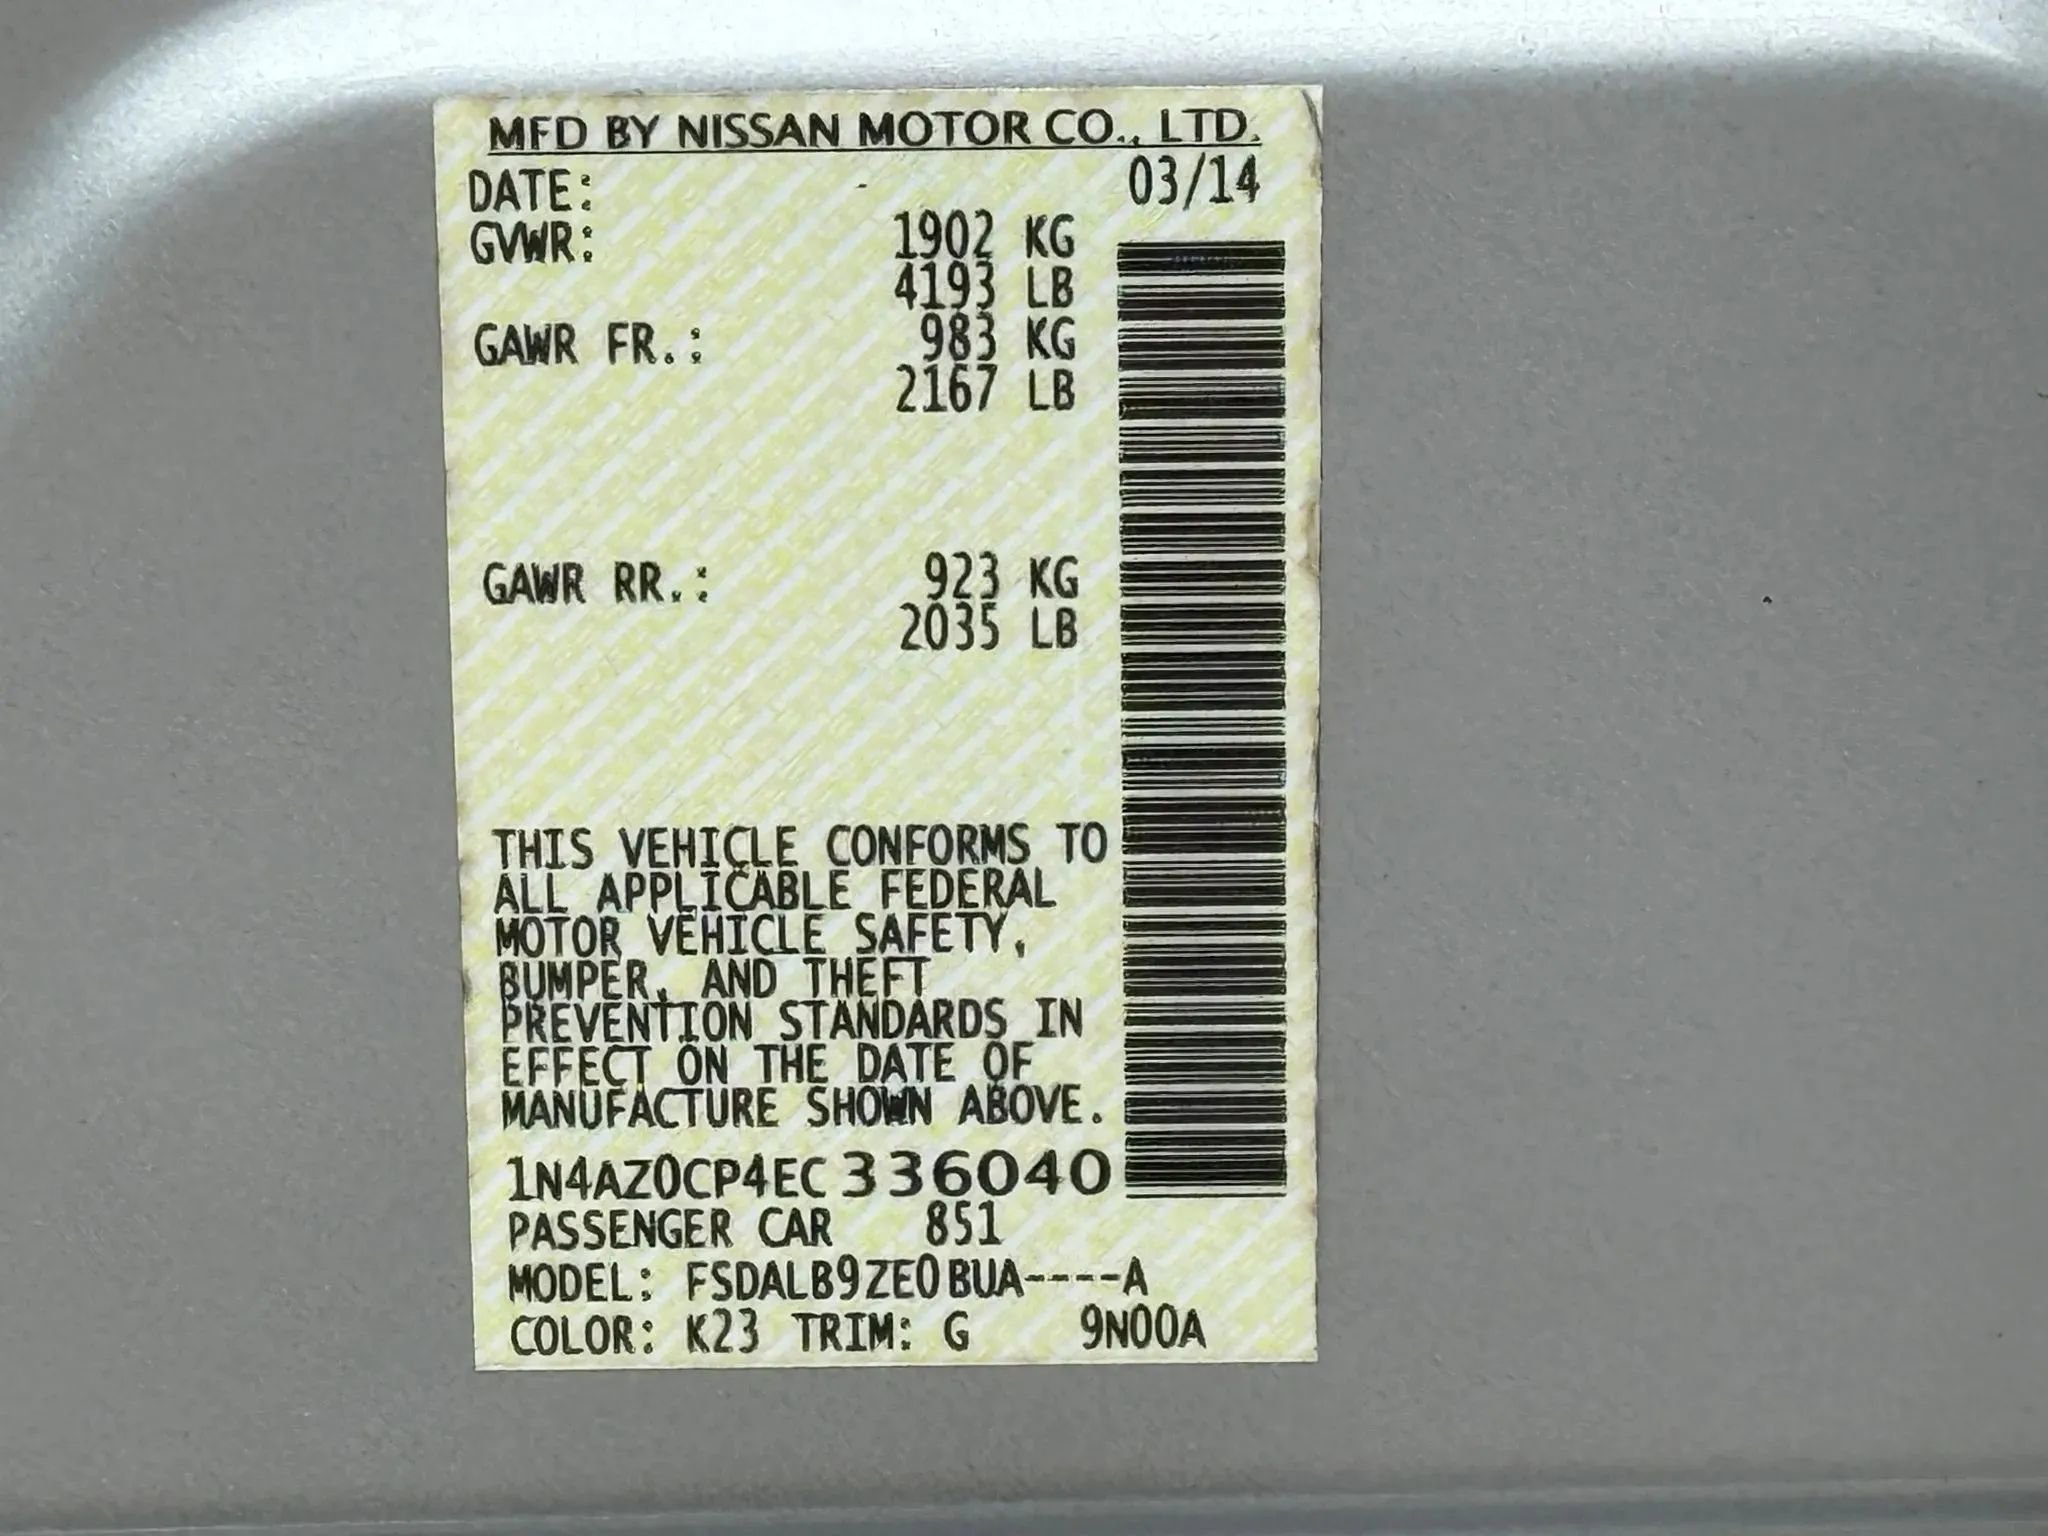 MFD BY NISSAN MOTOR CO., LTD.
DATE: 03/14
GVWR: 1902 KG
4193 LB
GAWR FR.: 983 KG
2167 LB
GAWR RR.: 923 KG
2035 LB
THIS VEHICLE CONFORMS TO
ALL APPLICABLE FEDERAL
MOTOR VEHICLE SAFETY,
BUMPER, AND THEFT
PREVENTION STANDARDS IN
EFFECT ON THE DATE OF
MANUFACTURE SHOWN ABOVE.
1N4AZ0CP4EC336040
PASSENGER CAR 851
MODEL: FSDALB9ZE0BUA----A
COLOR: K23 TRIM: G 9N00A